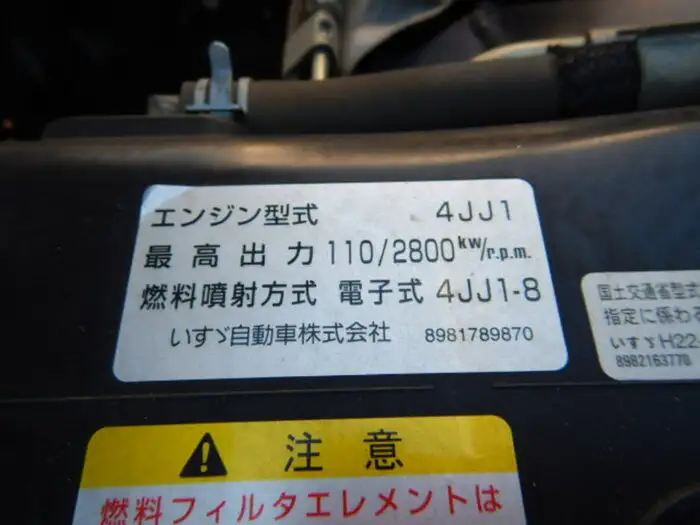 エンジン型式 4JJ1
最高出力 110/2800kw/r.p.m.
燃料噴射方式 電子式 4JJ1-8
いすゞ自動車株式会社 8981789870
国土交通省型式
指定に係わる
いすゞH22-
8982163770
注意
燃料フィルタエレメントは